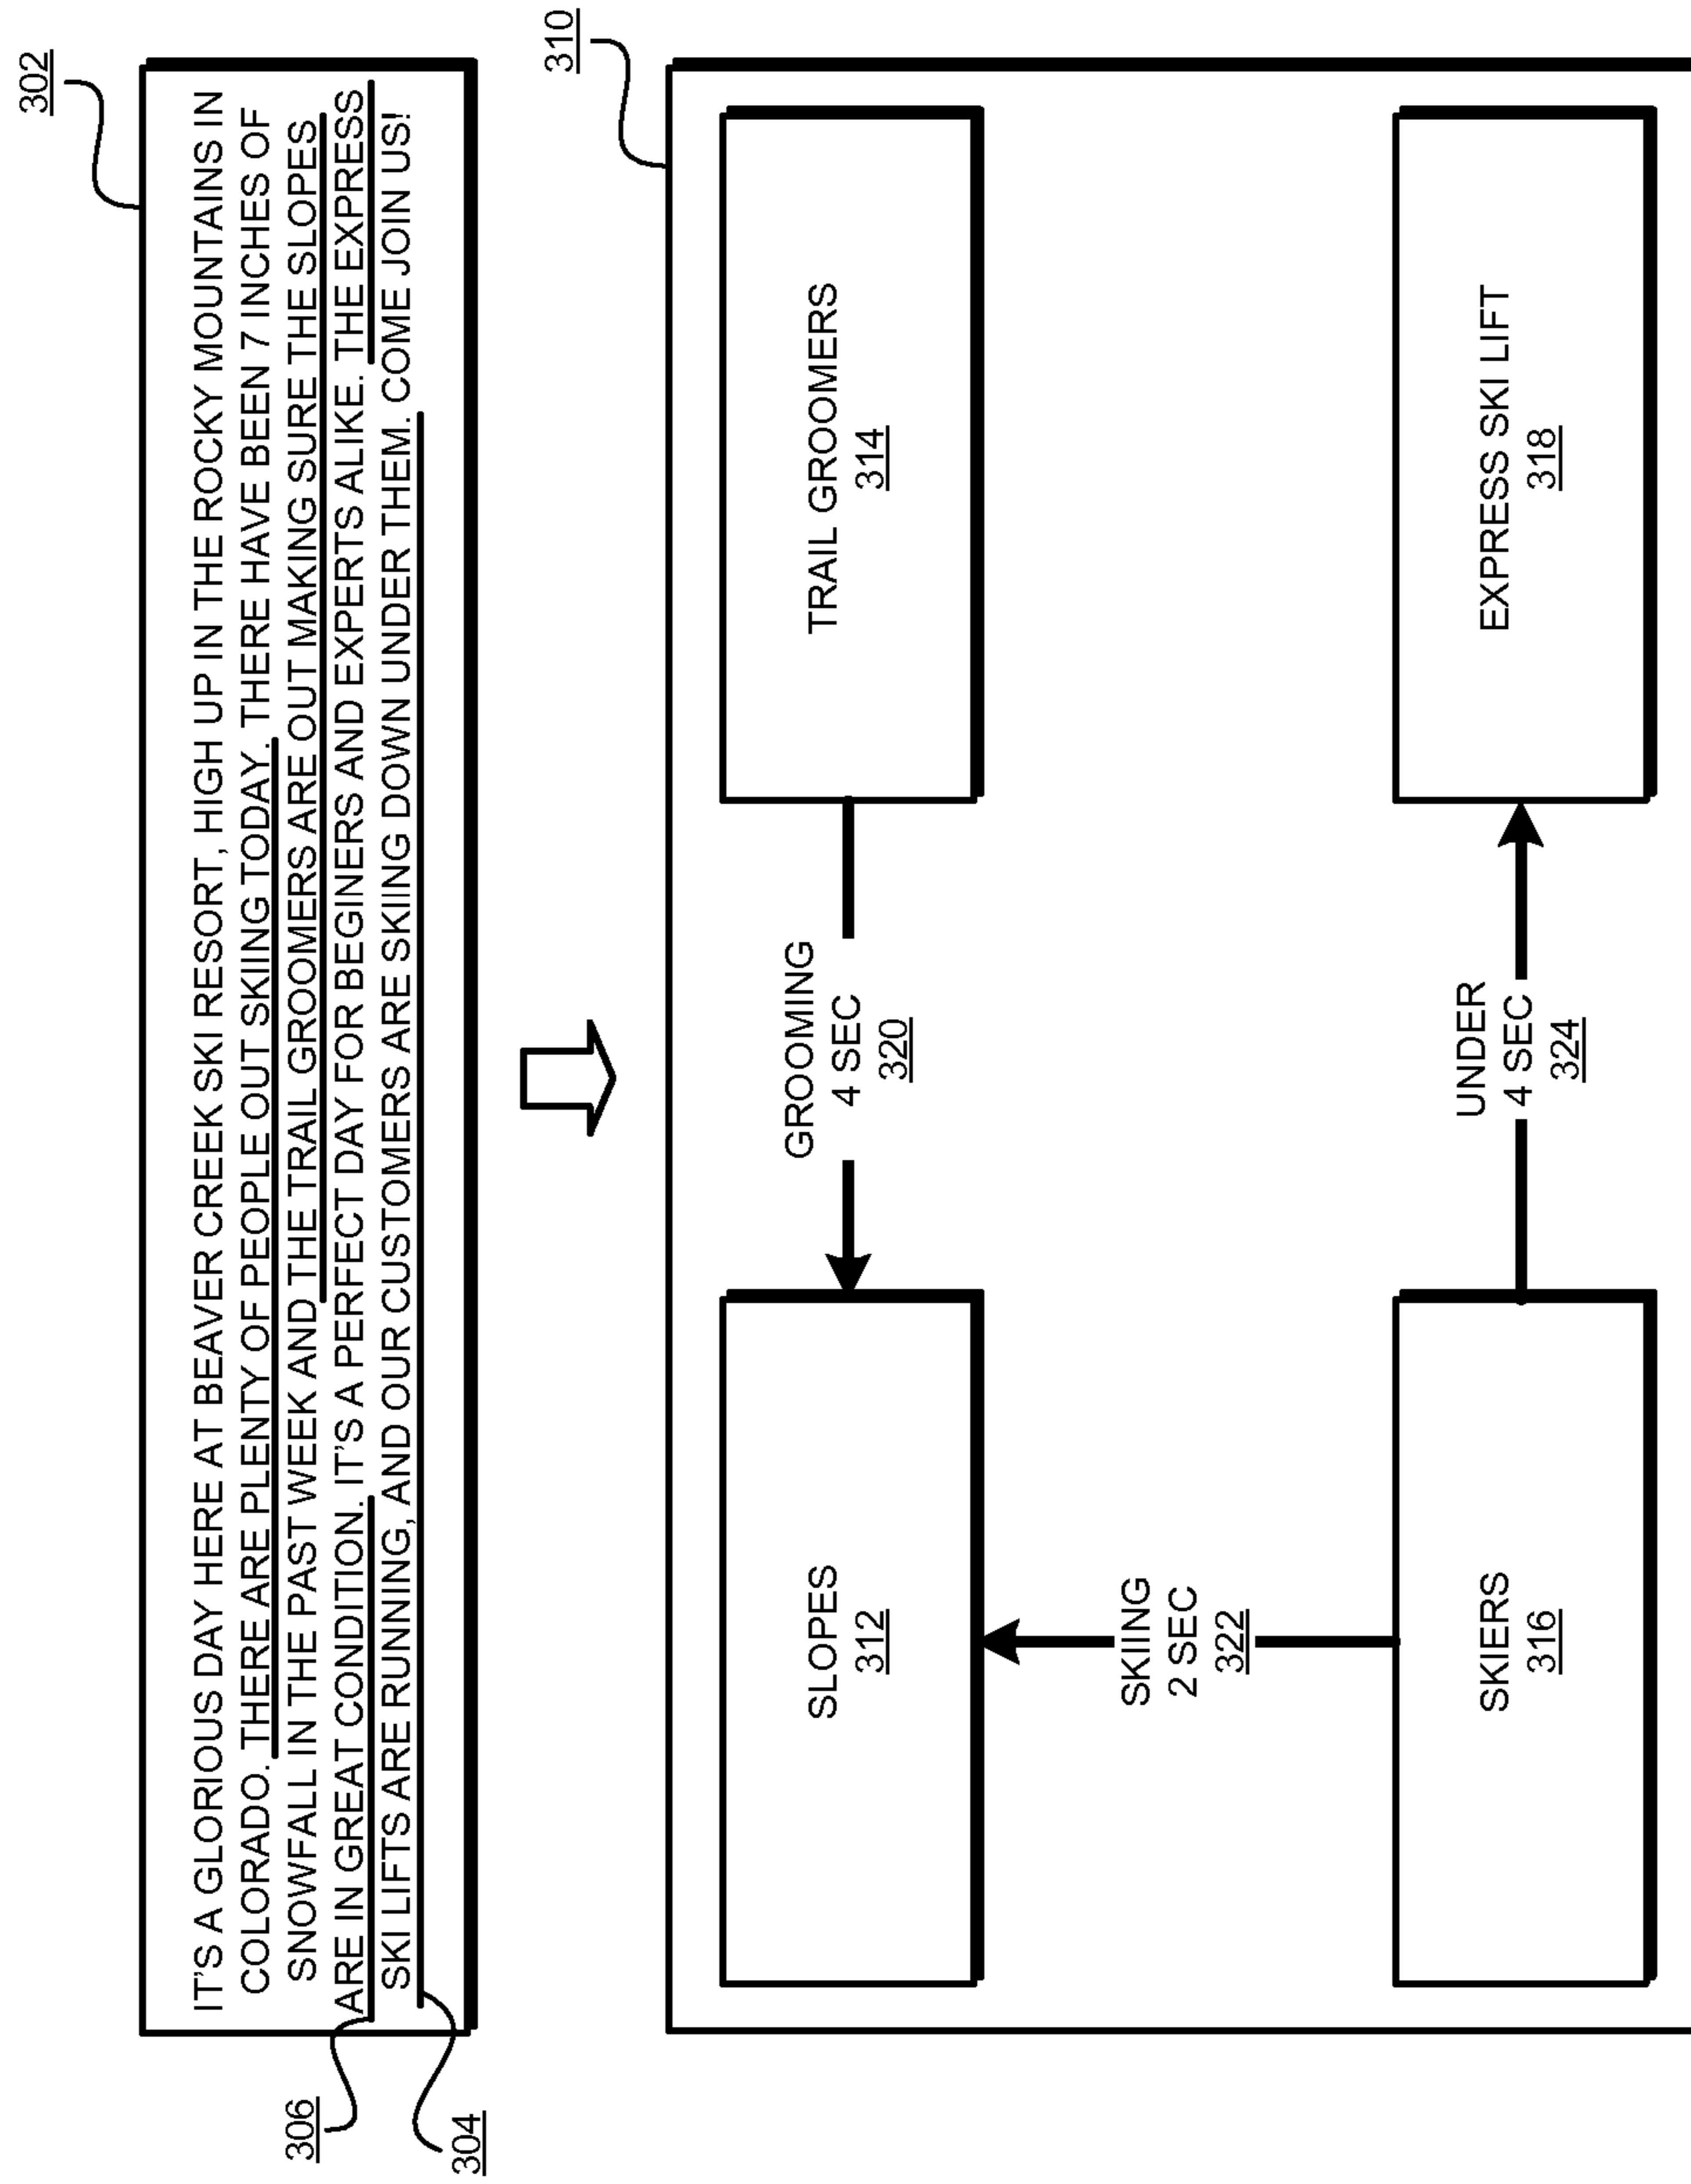 302
IT'S A GLORIOUS DAY HERE AT BEAVER CREEK SKI RESORT, HIGH UP IN THE ROCKY MOUNTAINS IN
COLORADO. THERE ARE PLENTY OF PEOPLE OUT SKIING TODAY. THERE HAVE BEEN 7 INCHES OF
SNOWFALL IN THE PAST WEEK AND THE TRAIL GROOMERS ARE OUT MAKING SURE THE SLOPES
ARE IN GREAT CONDITION. IT'S A PERFECT DAY FOR BEGINERS AND EXPERTS ALIKE. THE EXPRESS
SKI LIFTS ARE RUNNING, AND OUR CUSTOMERS ARE SKIING DOWN UNDER THEM. COME JOIN US!
306
304
310
SLOPES
312
GROOMING
4 SEC
320
TRAIL GROOMERS
314
SKIING
2 SEC
322
SKIERS
316
UNDER
4 SEC
324
EXPRESS SKI LIFT
318